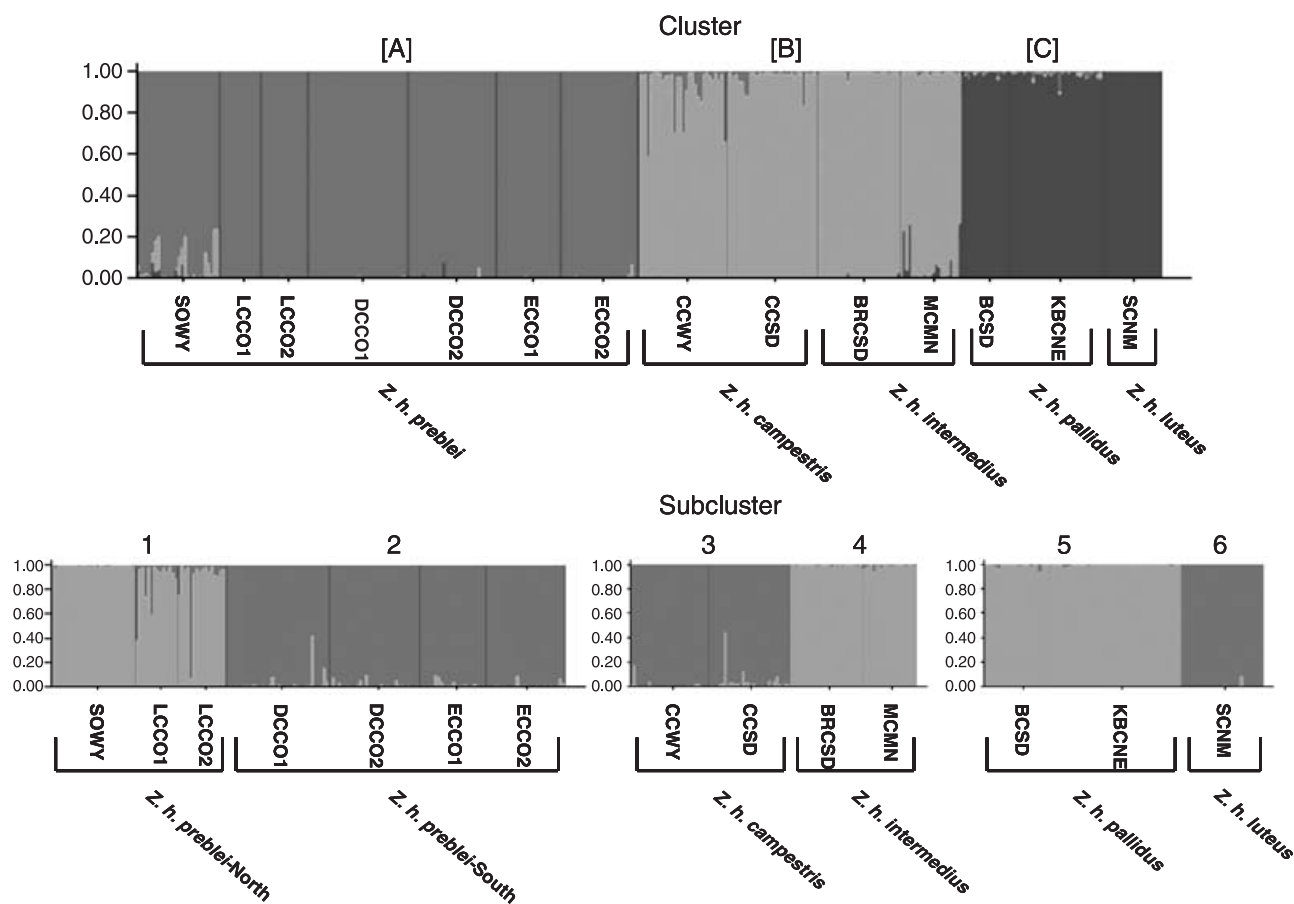 Cluster
[A] [B] [C]
1.00
0.80
0.60
0.40
0.20
0.00
SOWY LCCO1 LCCO2 DCCO1 DCCO2 ECCO1 ECCO2 CCWY CCSD BRCSD MCMN BCSD KBCNE SCNM
Z. h. preblei Z. h. campestris Z. h. intermedius Z. h. pallidus Z. h. luteus
Subcluster
1 2 3 4 5 6
1.00 1.00 1.00
0.80 0.80 0.80
0.60 0.60 0.60
0.40 0.40 0.40
0.20 0.20 0.20
0.00 0.00 0.00
SOWY LCCO1 LCCO2 DCCO1 DCCO2 ECCO1 ECCO2 CCWY CCSD BRCSD MCMN BCSD KBCNE SCNM
Z. h. preblei-North Z. h. preblei-South Z. h. campestris Z. h. intermedius Z. h. pallidus Z. h. luteus